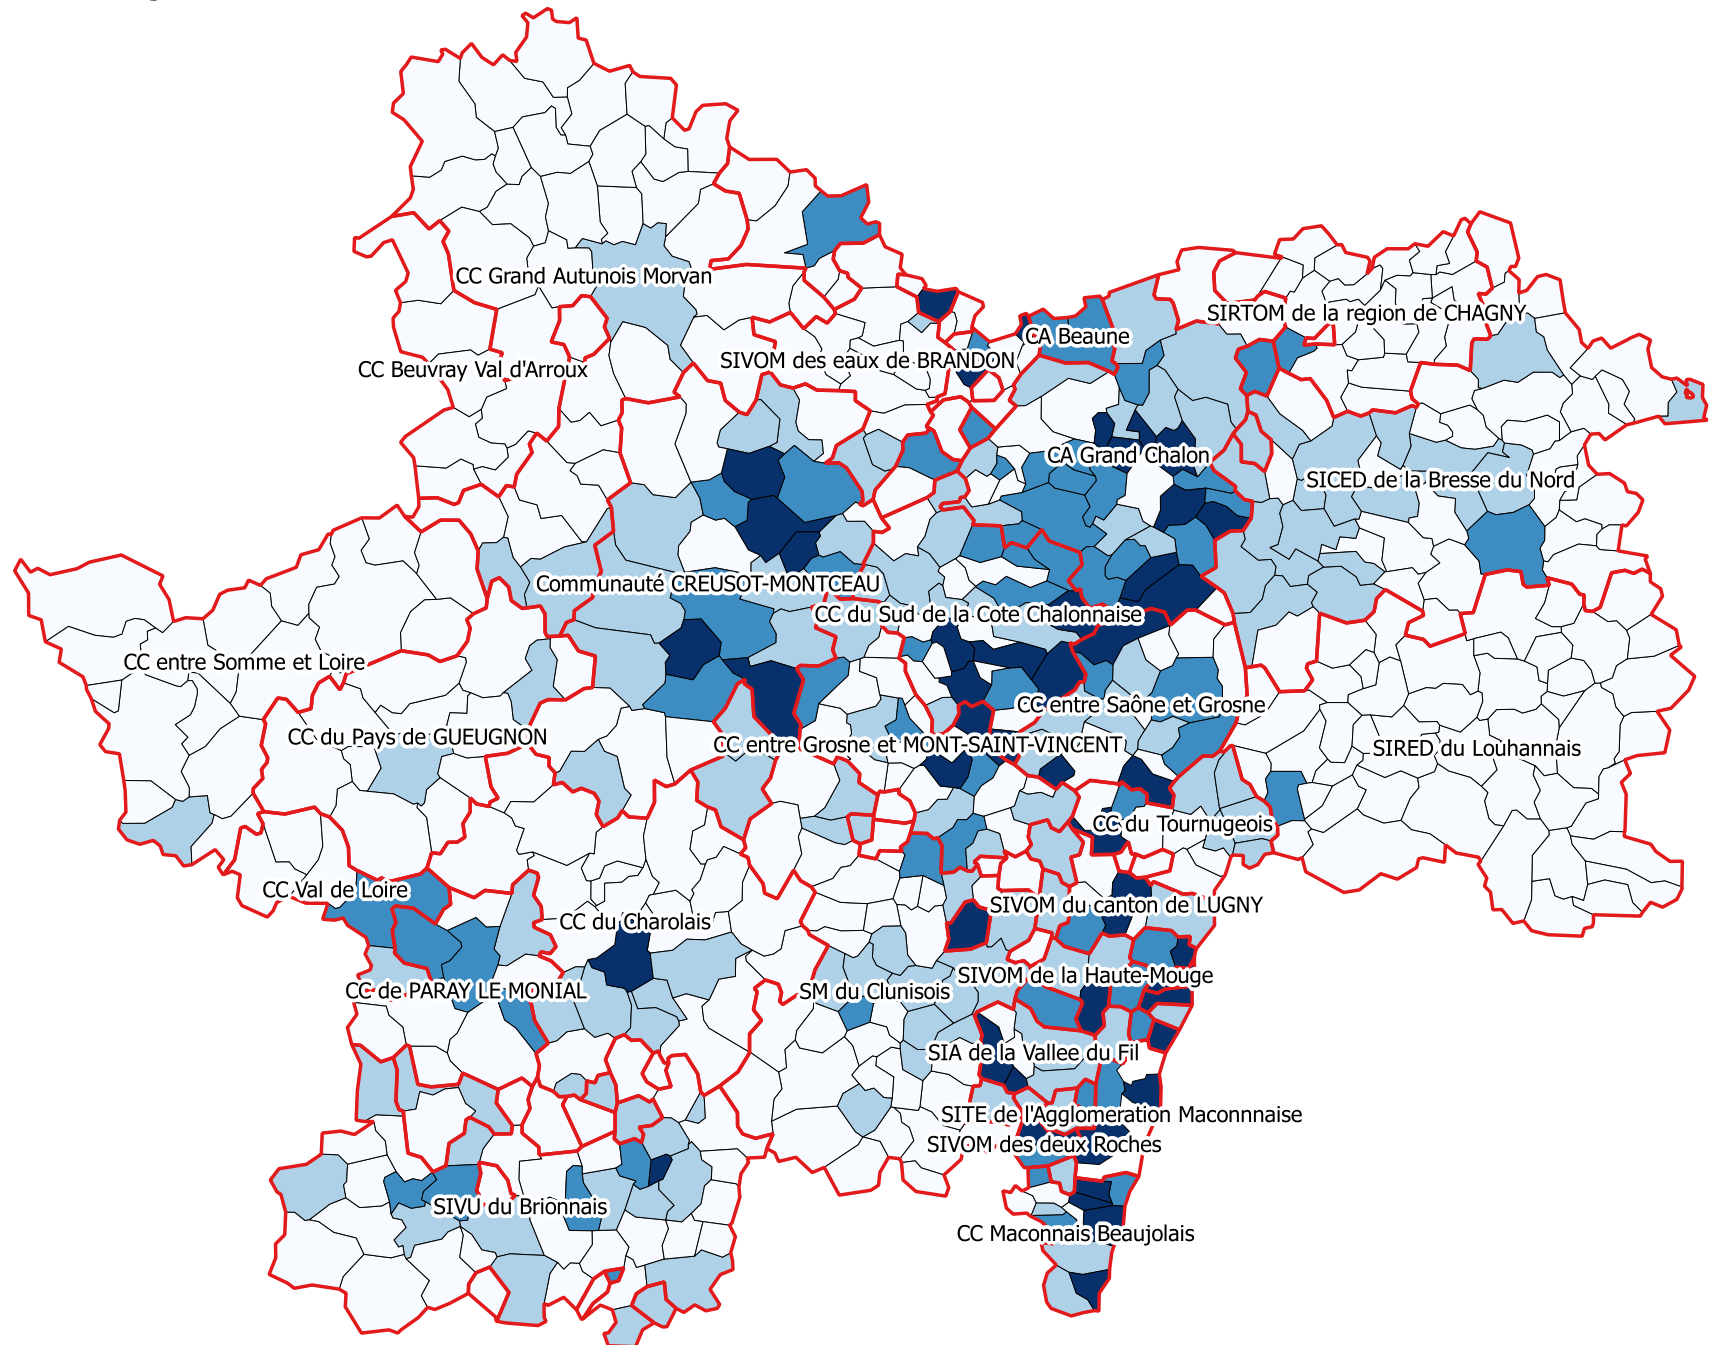 CC Grand Autunois Morvan
SIRTOM de la région de CHAGNY
CA Beaune
SIVOM des eaux de BRANDON
CC Beuvray Val d'Arroux
CA Grand Chalon
SICED de la Bresse du Nord
Communauté CREUSOT-MONTCEAU
CC du Sud de la Cote Chalonnaise
CC entre Somme et Loire
CC entre Saône et Grosne
CC du Pays de GUEUGNON
CC entre Grosne et MONT-SAINT-VINCENT
SIRED du Louhannais
CC du Tournugeois
CC Val de Loire
SIVOM du canton de LUGNY
CC du Charolais
SIVOM de la Haute-Mouge
CC de PARAY LE MONIAL
SM du Clunisois
SIA de la Vallee du Fil
SITE de l'Agglomeration Maconnnaise
SIVOM des deux Roches
SIVU du Brionnais
CC Maconnais Beaujolais